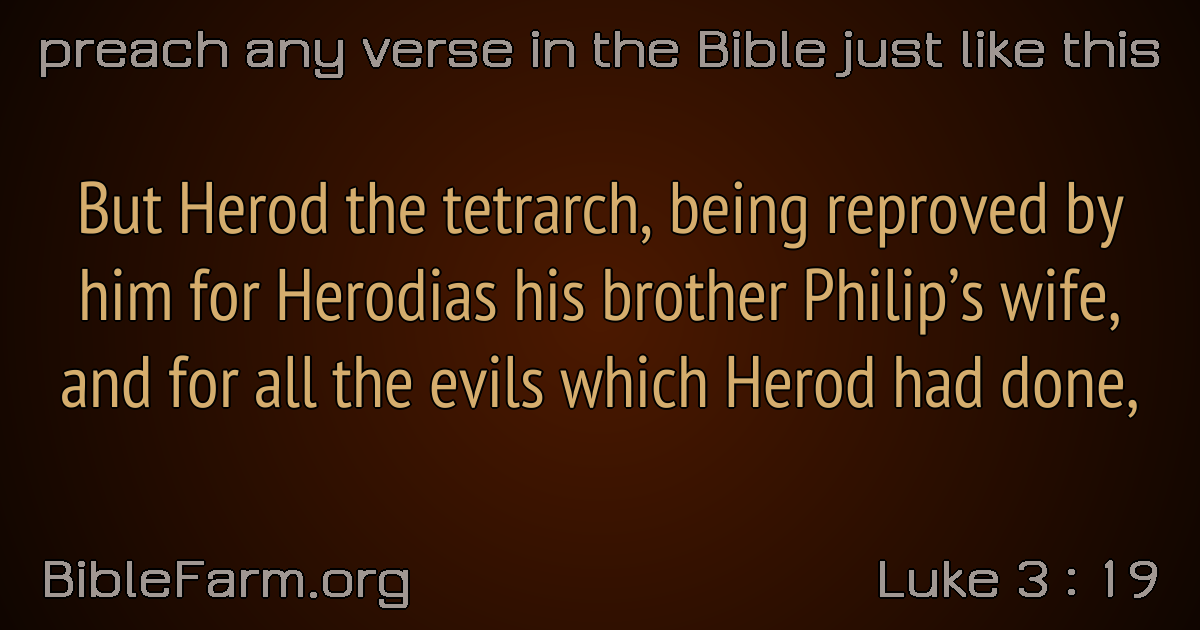 preach any verse in the Bible just like this
But Herod the tetrarch, being reproved by
him for Herodias his brother Philip’s wife,
and for all the evils which Herod had done,
BibleFarm.org
Luke 3 : 19